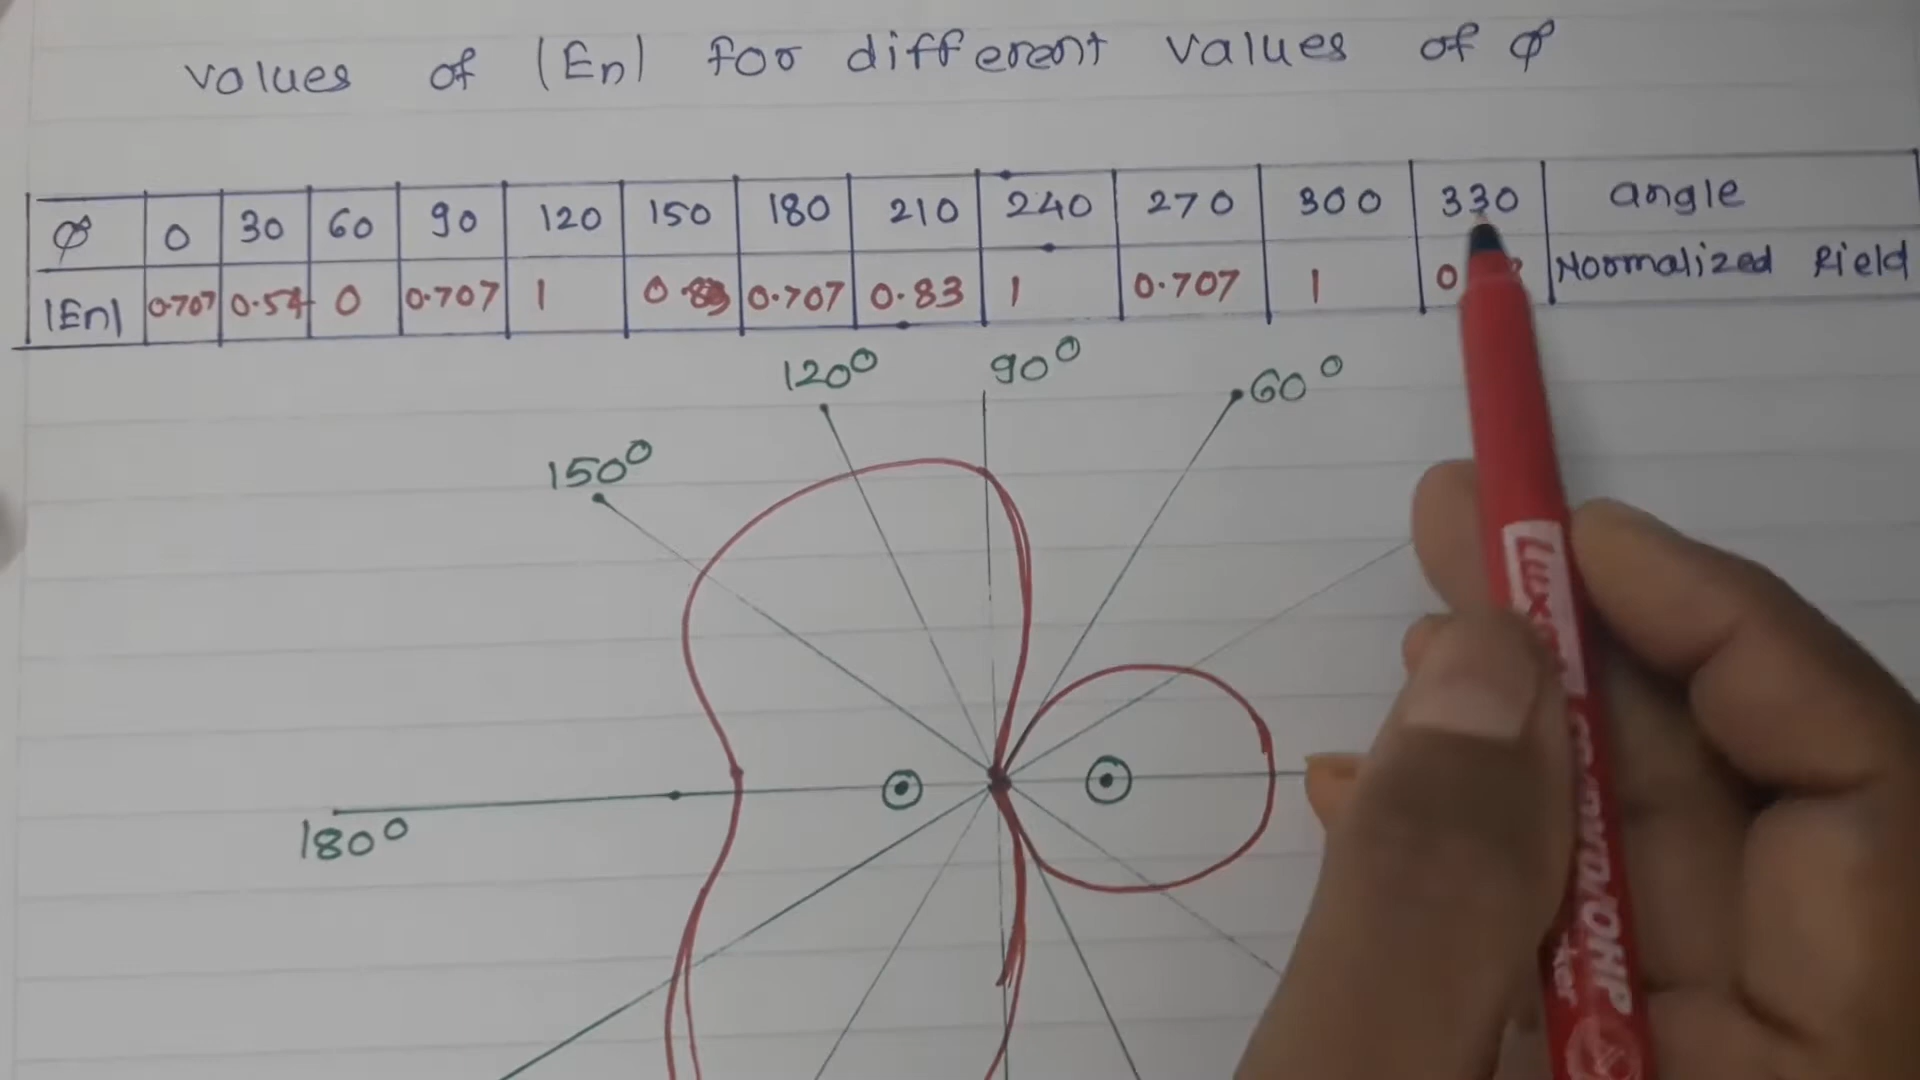 values of |En| for different values of φ
φ 0 30 60 90 120 150 180 210 240 270 300 330 angle
|En| 0.707 0.54 0 0.707 1 0.83 0.707 0.83 1 0.707 1 Normalized field
120° 90° 60°
150°
180°